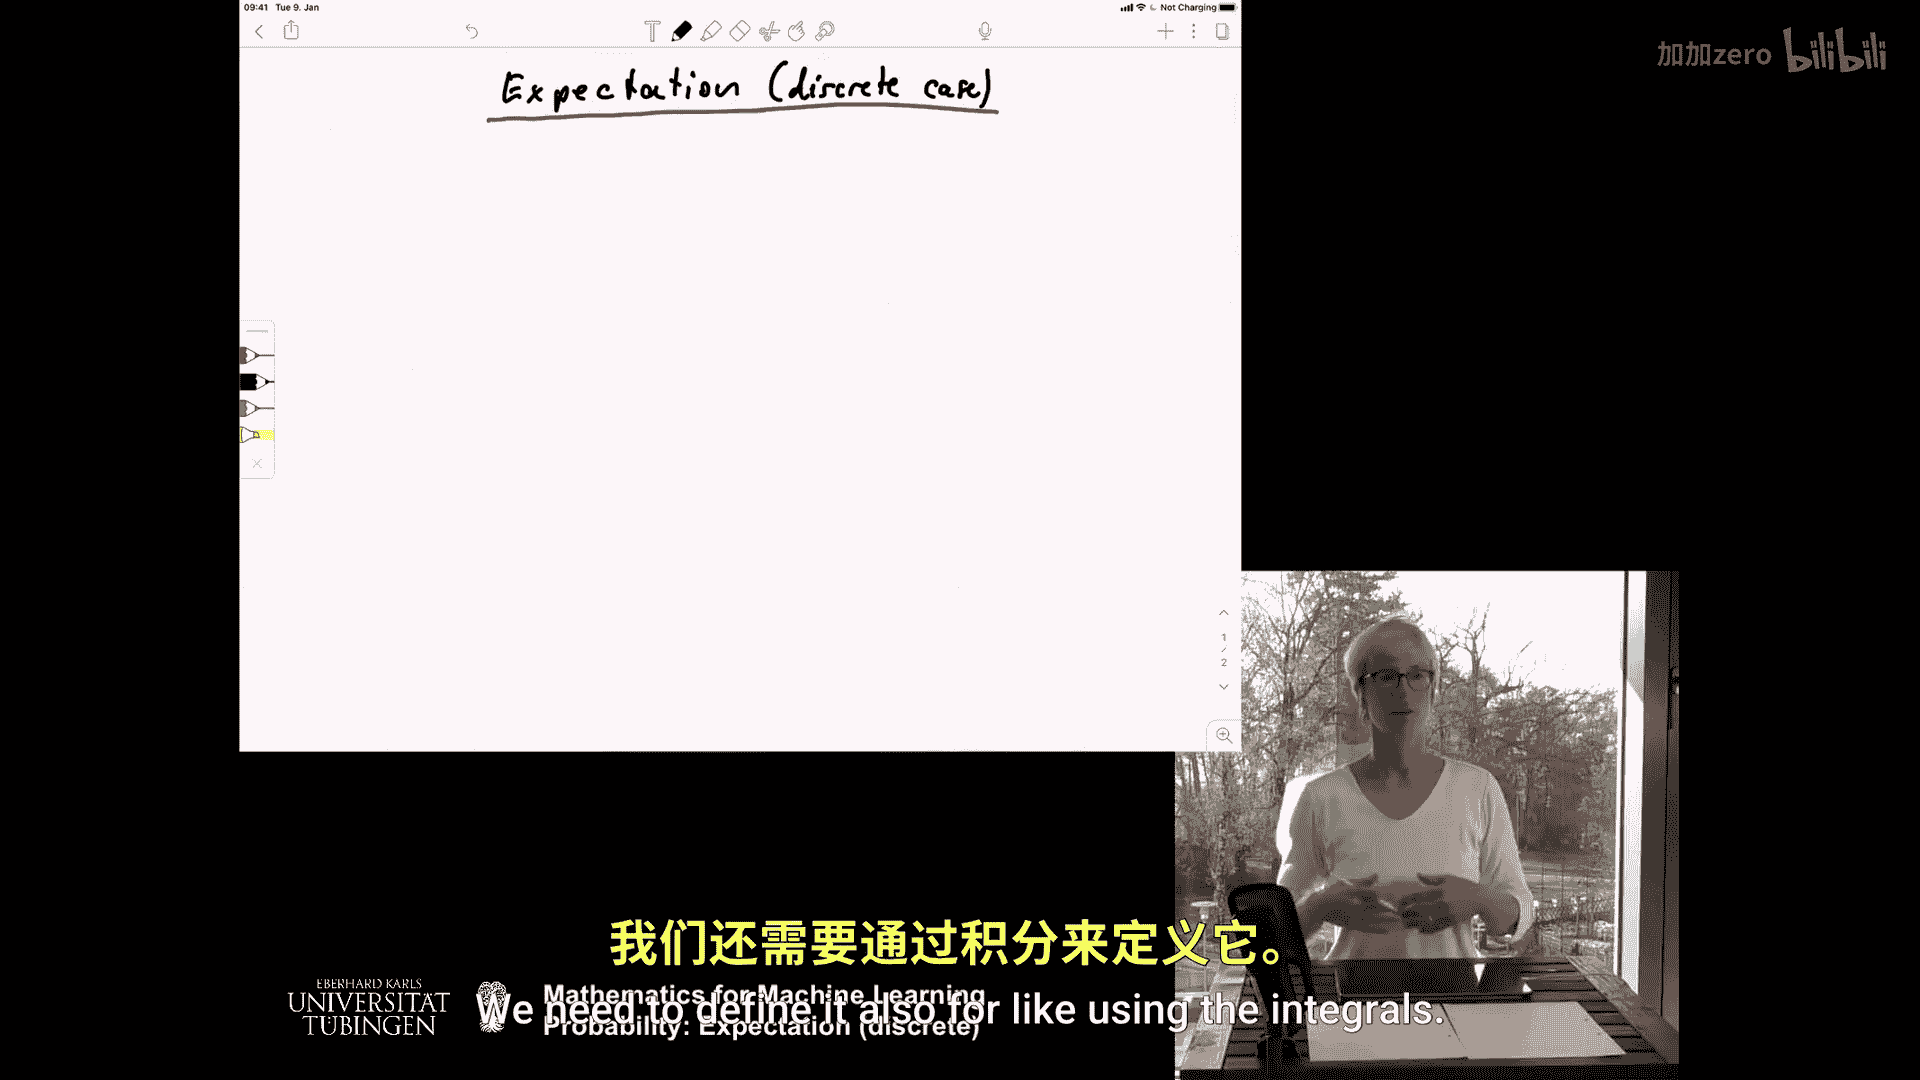 09:41 Tue 9. Jan
Not Charging
加加zero bilibili
Expectation (discrete case)
1
2
我们还需要通过积分来定义它。
EBERHARD KARLS
UNIVERSITÄT
TÜBINGEN
Mathematics for Machine Learning
Probability: Expectation (discrete)
We need to define it also for like using the integrals.